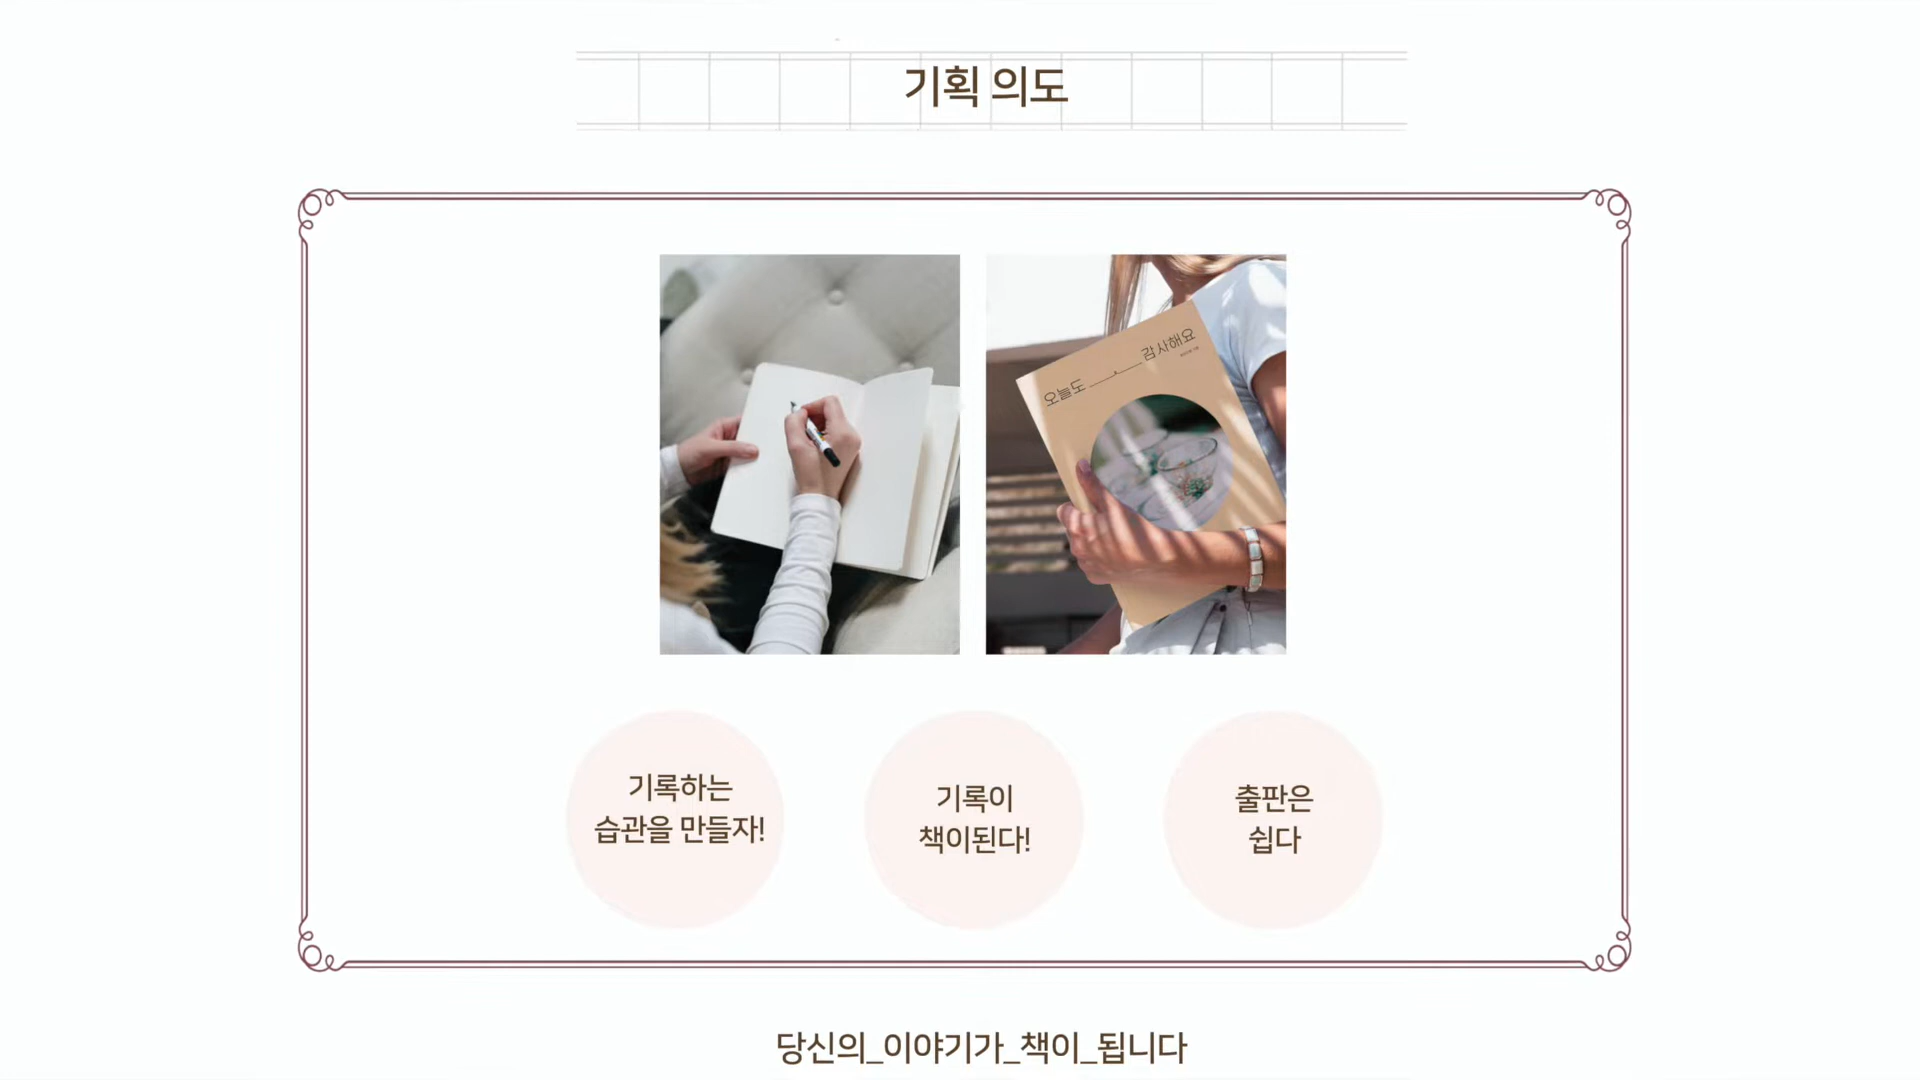 기획 의도
오늘도 감사해요
기록하는
습관을 만들자!
기록이
책이된다!
출판은
쉽다
당신의_이야기가_책이_됩니다